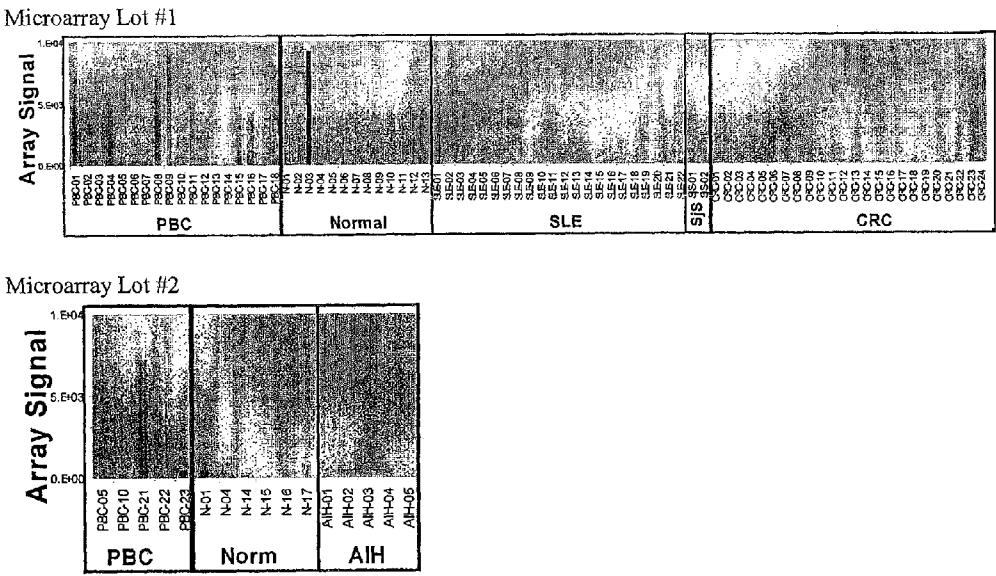 Microarray Lot #1
Array Signal
1.E+04
5.E+03
0.E+00
PBC-01 PBC-02 PBC-03 PBC-04 PBC-05 PBC-06 PBC-07 PBC-08 PBC-09 PBC-10 PBC-11 PBC-12 PBC-13 PBC-14 PBC-15 PBC-16 PBC-17 PBC-18 N-01 N-02 N-03 N-04 N-05 N-06 N-07 N-08 N-09 N-10 N-11 N-12 N-13 SLE-01 SLE-02 SLE-03 SLE-04 SLE-05 SLE-06 SLE-07 SLE-08 SLE-09 SLE-10 SLE-11 SLE-12 SLE-13 SLE-14 SLE-15 SLE-16 SLE-17 SLE-18 SLE-19 SLE-20 SLE-21 SLE-22 SS-01 SS-02 CRC-01 CRC-02 CRC-03 CRC-04 CRC-05 CRC-06 CRC-07 CRC-08 CRC-09 CRC-10 CRC-11 CRC-12 CRC-13 CRC-14 CRC-15 CRC-16 CRC-17 CRC-18 CRC-19 CRC-20 CRC-21 CRC-22 CRC-23 CRC-24
PBC Normal SLE SjS CRC
Microarray Lot #2
Array Signal
1.E+04
5.E+03
0.E+00
PBC-05 PBC-10 PBC-21 PBC-22 PBC-23 N-01 N-04 N-14 N-15 N-16 N-17 AIH-01 AIH-02 AIH-03 AIH-04 AIH-05
PBC Norm AIH